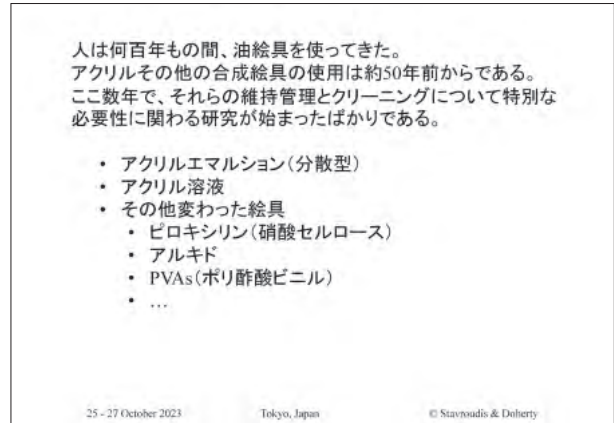 人は何百年もの間、油絵具を使ってきた。
アクリルその他の合成絵具の使用は約50年前からである。
ここ数年で、それらの維持管理とクリーニングについて特別な
必要性に関わる研究が始まったばかりである。
• アクリルエマルション（分散型）
• アクリル溶液
• その他変わった絵具
• ピロキシリン（硝酸セルロース）
• アルキド
• PVAs（ポリ酢酸ビニル）
• …
25 - 27 October 2023 Tokyo, Japan © Stavroudis & Doherty